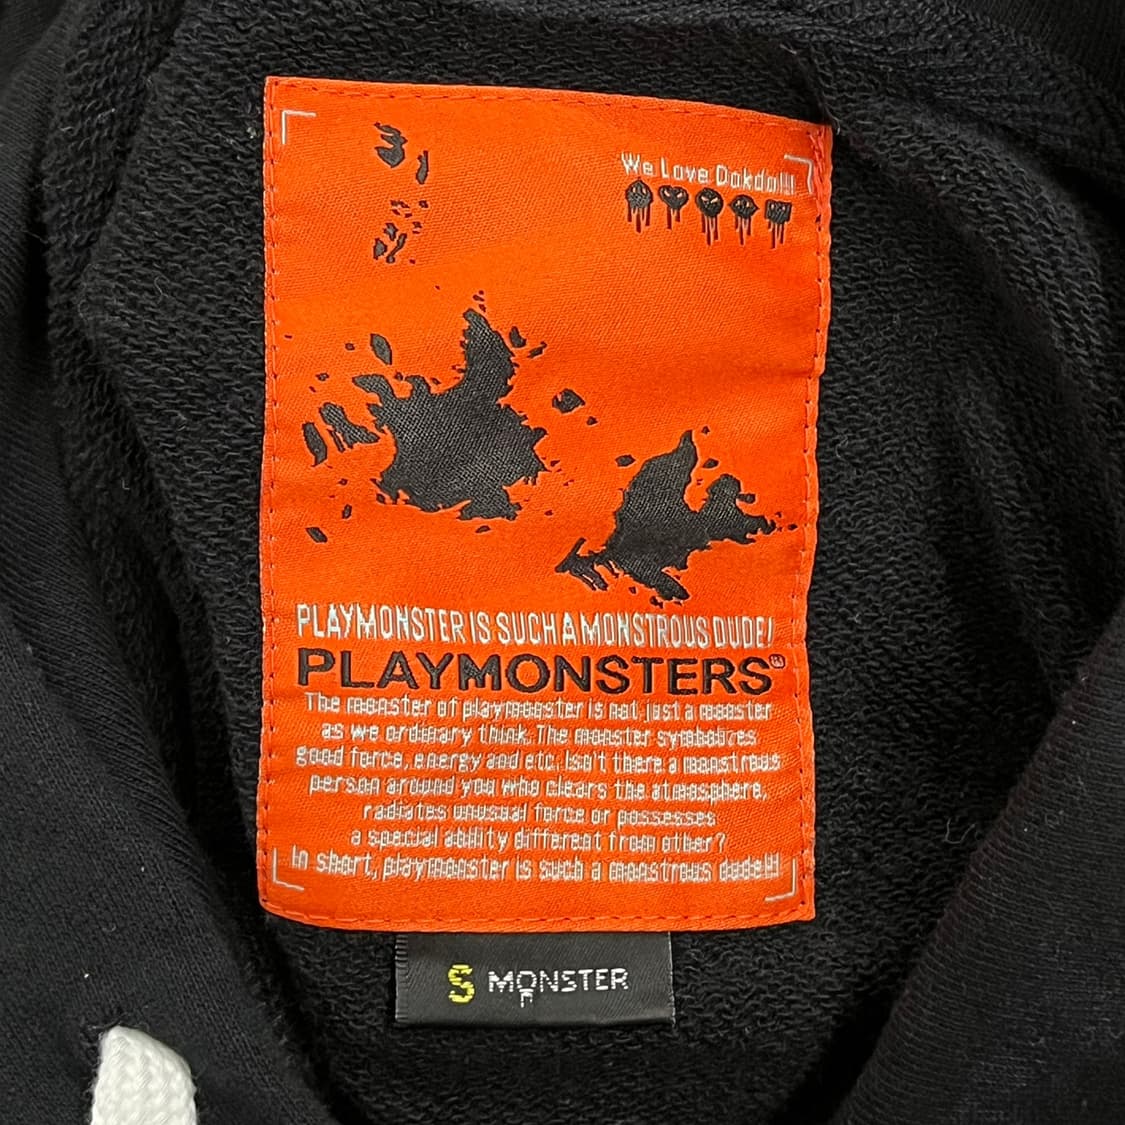 We Love Dokdo!!!
PLAYMONSTER IS SUCH A MONSTROUS DUDE!
PLAYMONSTERS®
The monster of playmonster is not just a monster
as we ordinary think. The monster symbolizes
good force, energy and etc. Isn't there a monstrous
person around you who clears the atmosphere,
radiates unusual force or possesses
a special ability different from other?
In short, playmonster is such a monstrous dude!!!
S MONSTER